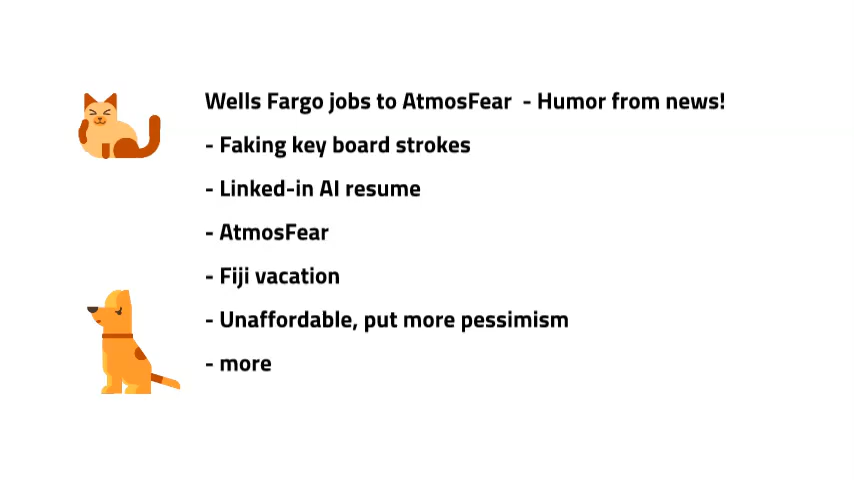 Wells Fargo jobs to AtmosFear - Humor from news!
- Faking key board strokes
- Linked-in AI resume
- AtmosFear
- Fiji vacation
- Unaffordable, put more pessimism
- more